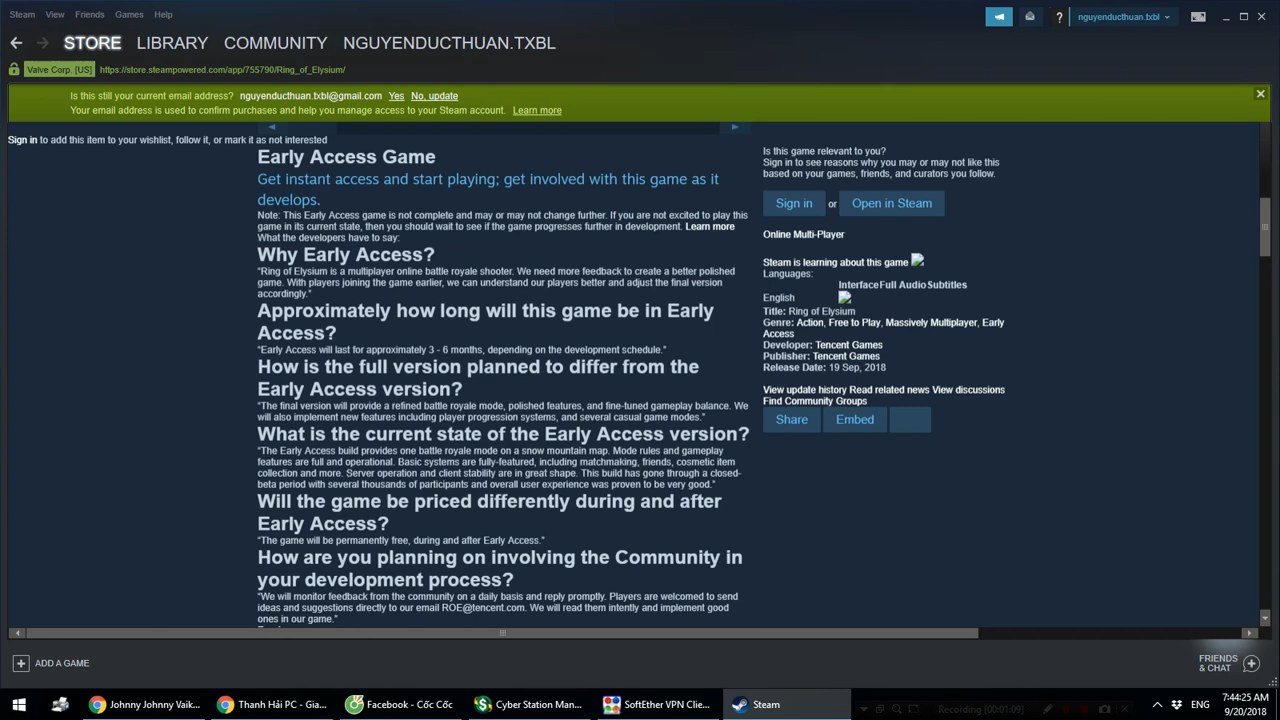 Steam View Friends Games Help
? nguyenducthuan.txbl
STORE LIBRARY COMMUNITY NGUYENDUCTHUAN.TXBL
Valve Corp. [US] https://store.steampowered.com/app/755790/Ring_of_Elysium/
Is this still your current email address? nguyenducthuan.txbl@gmail.com Yes No, update
Your email address is used to confirm purchases and help you manage access to your Steam account. Learn more
Sign in to add this item to your wishlist, follow it, or mark it as not interested
Early Access Game
Get instant access and start playing; get involved with this game as it
develops.
Note: This Early Access game is not complete and may or may not change further. If you are not excited to play this
game in its current state, then you should wait to see if the game progresses further in development. Learn more
What the developers have to say:
Why Early Access?
“Ring of Elysium is a multiplayer online battle royale shooter. We need more feedback to create a better polished
game. With players joining the game earlier, we can understand our players better and adjust the final version
accordingly.”
Approximately how long will this game be in Early
Access?
“Early Access will last for approximately 3 - 6 months, depending on the development schedule.”
How is the full version planned to differ from the
Early Access version?
“The final version will provide a refined battle royale mode, polished features, and fine-tuned gameplay balance. We
will also implement new features including player progression systems, and several casual game modes.”
What is the current state of the Early Access version?
“The Early Access build provides one battle royale mode on a snow mountain map. Mode rules and gameplay
features are full and operational. Basic systems are fully-featured, including matchmaking, friends, cosmetic item
collection and more. Server operation and client stability are in great shape. This build has gone through a closed-
beta period with several thousands of participants and overall user experience was proven to be very good.”
Will the game be priced differently during and after
Early Access?
“The game will be permanently free, during and after Early Access.”
How are you planning on involving the Community in
your development process?
“We will monitor feedback from the community on a daily basis and reply promptly. Players are welcomed to send
ideas and suggestions directly to our email ROE@tencent.com. We will read them intently and implement good
ones in our game.”
Is this game relevant to you?
Sign in to see reasons why you may or may not like this
based on your games, friends, and curators you follow.
Sign in or Open in Steam
Online Multi-Player
Steam is learning about this game
Languages:
Interface Full Audio Subtitles
English
Title: Ring of Elysium
Genre: Action, Free to Play, Massively Multiplayer, Early
Access
Developer: Tencent Games
Publisher: Tencent Games
Release Date: 19 Sep, 2018
View update history Read related news View discussions
Find Community Groups
Share Embed
ADD A GAME
FRIENDS
& CHAT
Johnny Johnny Vaik... Thanh Hải PC - Gia... Facebook - Cốc Cốc Cyber Station Man... SoftEther VPN Clie... Steam
Recording [00:01:09]
ENG
7:44:25 AM
9/20/2018